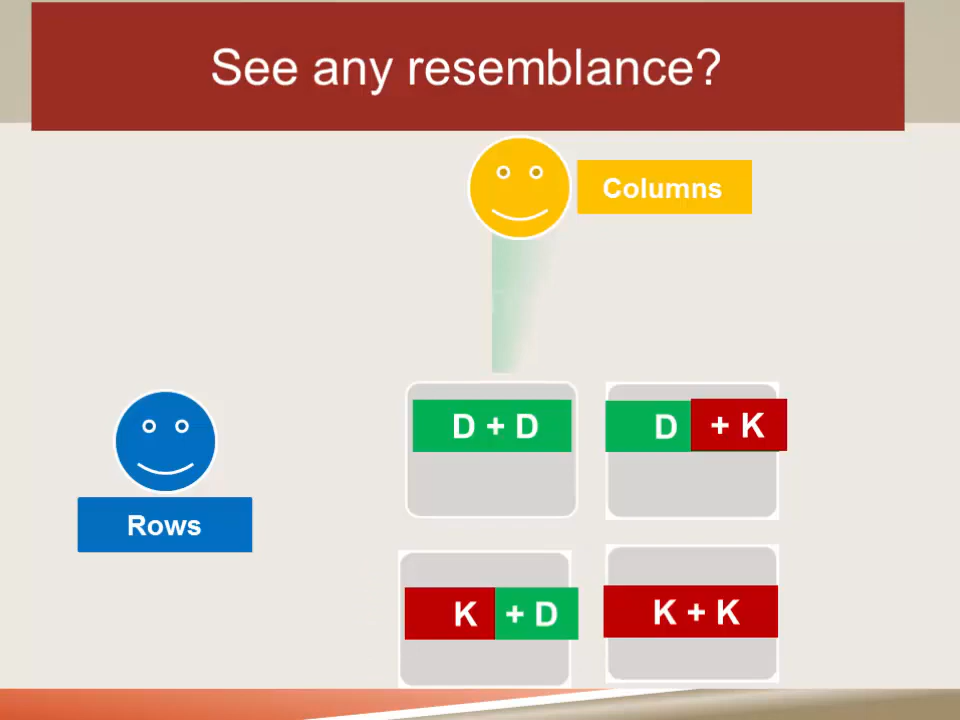 See any resemblance?
Columns
D + D
D + K
Rows
K + D
K + K